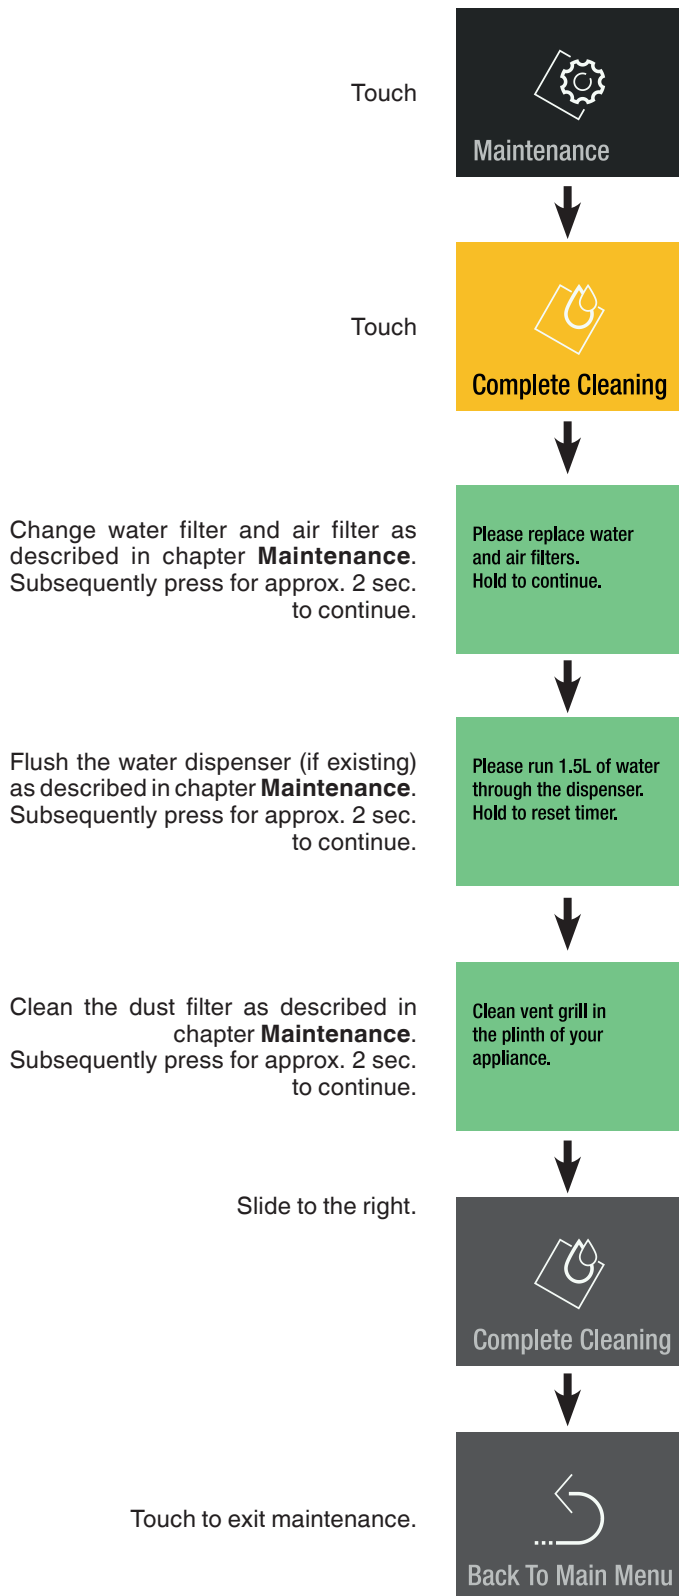 Touch
Maintenance
Touch
Complete Cleaning
Change water filter and air filter as
described in chapter Maintenance.
Subsequently press for approx. 2 sec.
to continue.
Please replace water
and air filters.
Hold to continue.
Flush the water dispenser (if existing)
as described in chapter Maintenance.
Subsequently press for approx. 2 sec.
to continue.
Please run 1.5L of water
through the dispenser.
Hold to reset timer.
Clean the dust filter as described in
chapter Maintenance.
Subsequently press for approx. 2 sec.
to continue.
Clean vent grill in
the plinth of your
appliance.
Slide to the right.
Complete Cleaning
Touch to exit maintenance.
Back To Main Menu